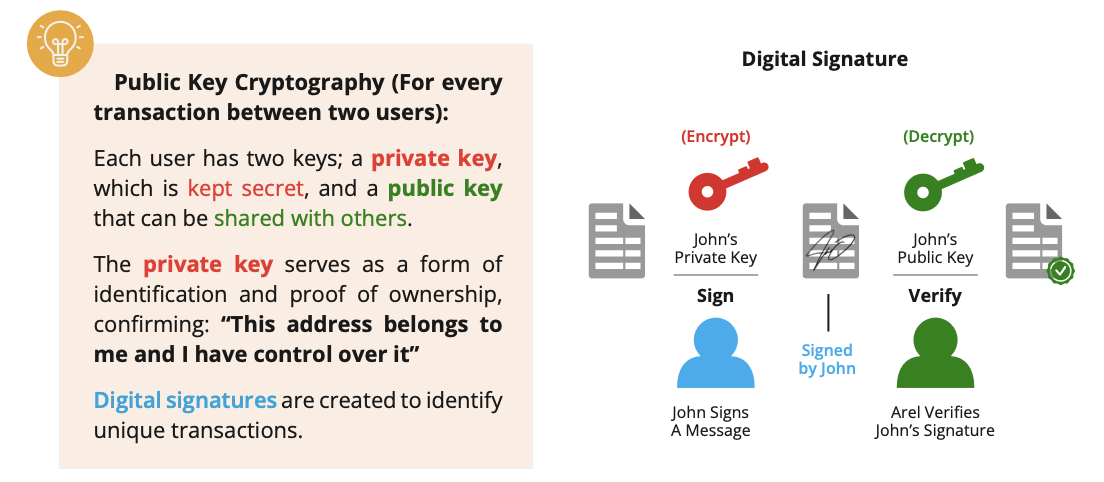 Public Key Cryptography (For every
transaction between two users):
Each user has two keys; a private key,
which is kept secret, and a public key
that can be shared with others.
The private key serves as a form of
identification and proof of ownership,
confirming: “This address belongs to
me and I have control over it”
Digital signatures are created to identify
unique transactions.
Digital Signature
(Encrypt)
John’s
Private Key
Sign
John Signs
A Message
Signed
by John
(Decrypt)
John’s
Public Key
Verify
Arel Verifies
John’s Signature